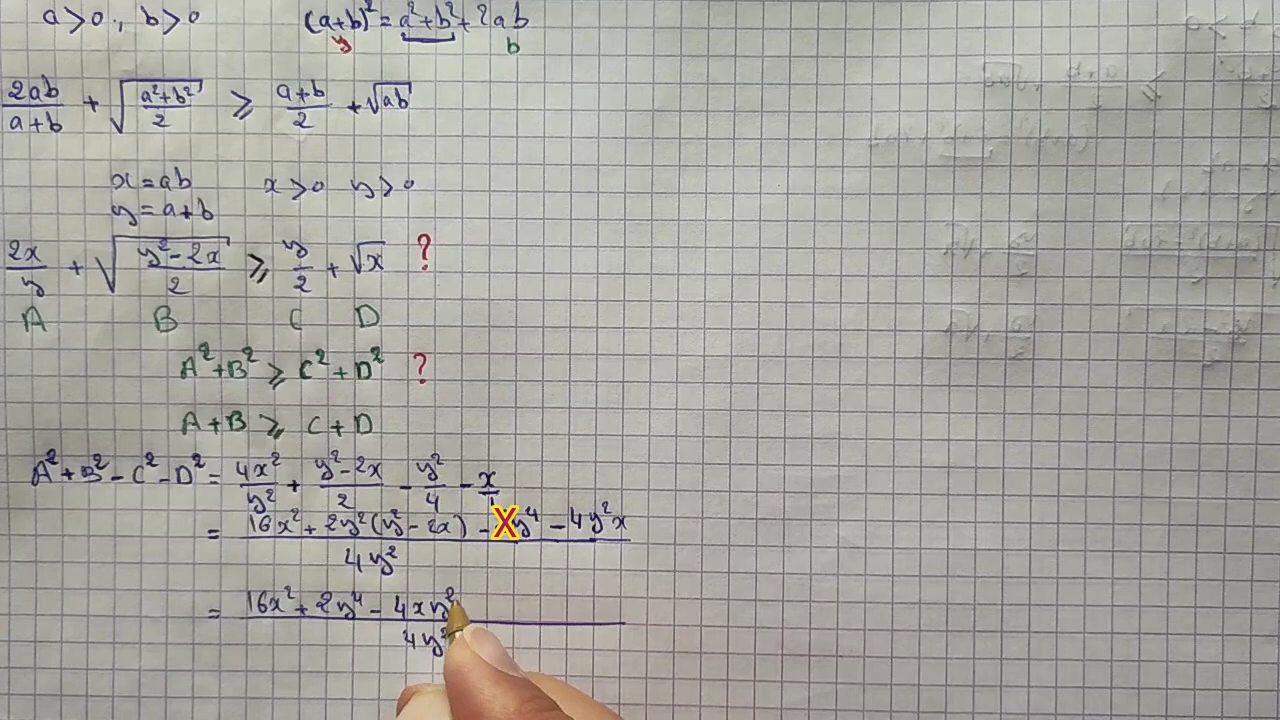 a>0, b>0 (a+b)² = a²+b²+2ab
y b
2ab/a+b + √(a²+b²/2) ⩾ a+b/2 + √ab
x = ab x>0 y>0
y = a+b
2x/y + √(y²-2x/2) ⩾ y/2 + √x ?
A B C D
A²+B² ⩾ C²+D² ?
A+B ⩾ C+D
A²+B²-C²-D² = 4x²/y² + y²-2x/2 - y²/4 - x/1
= 16x²+2y²(y²-2x) - Xy⁴ - 4y²x/4y²
= 16x²+2y⁴-4xy²/4y²